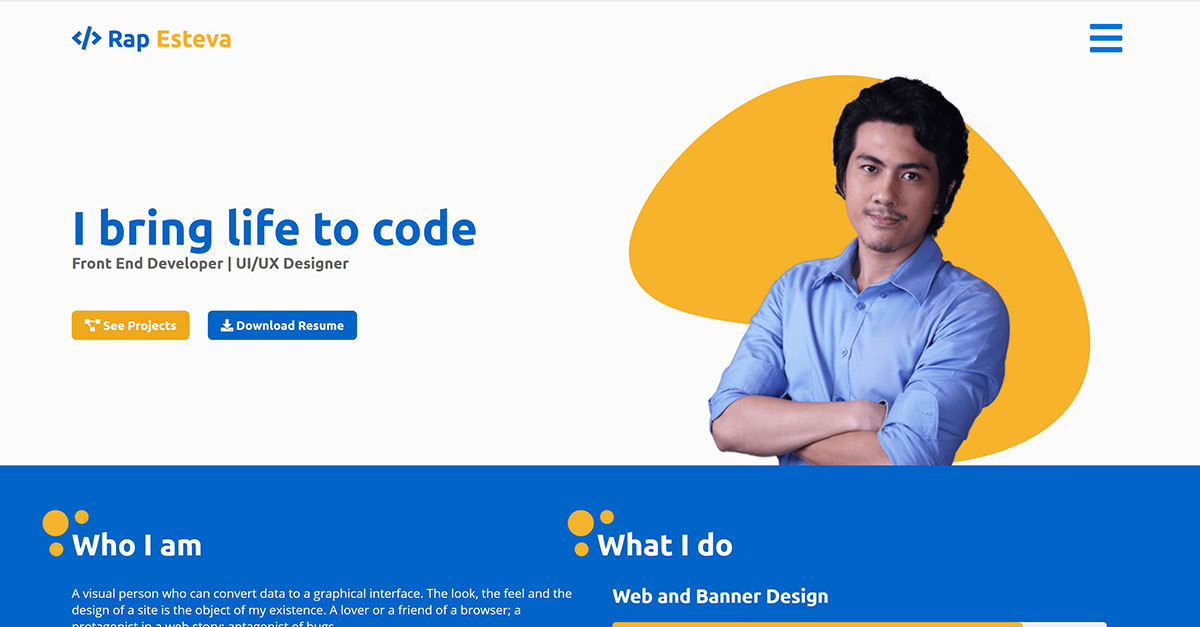 </> Rap Esteva
I bring life to code
Front End Developer | UI/UX Designer
See Projects
Download Resume
Who I am
A visual person who can convert data to a graphical interface. The look, the feel and the
design of a site is the object of my existence. A lover or a friend of a browser; a
protagonist in a web story; antagonist of bugs.
What I do
Web and Banner Design